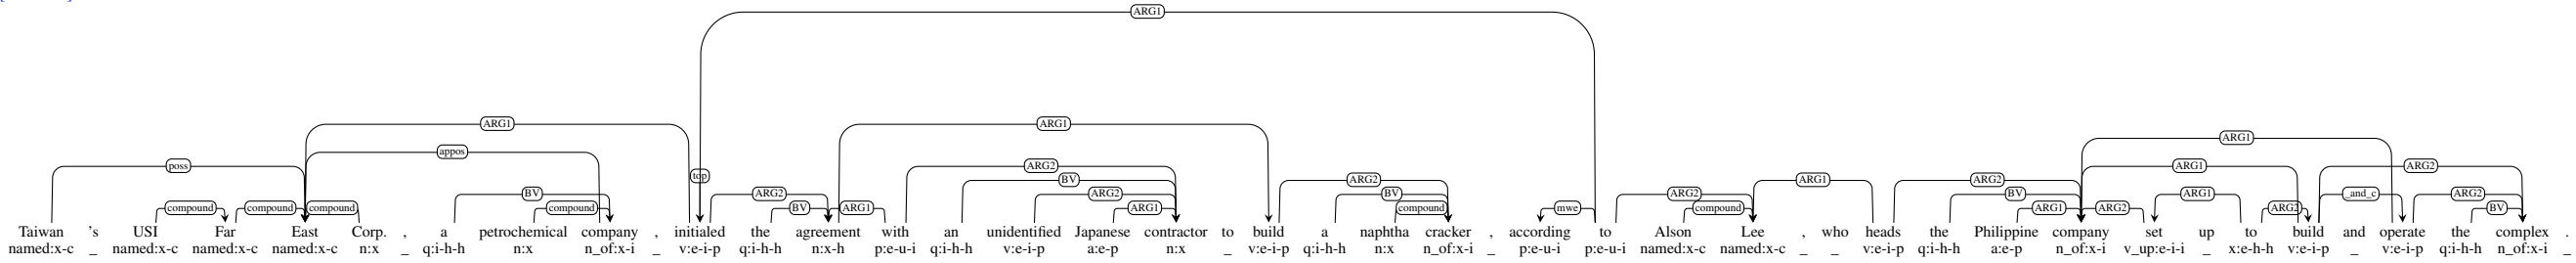 ARG1
ARG1 ARG1 ARG1
appos
poss top ARG2 ARG1 ARG2
BV ARG2 ARG1 ARG2
BV ARG2 ARG2 BV ARG2 BV ARG2 BV ARG1 _and_c ARG2
compound compound compound compound BV ARG1 ARG1 compound mwe compound ARG1 ARG2 ARG2 BV
Taiwan 's USI Far East Corp. , a petrochemical company , initialed the agreement with an unidentified Japanese contractor to build a naphtha cracker , according to Alson Lee , who heads the Philippine company set up to build and operate the complex .
named:x-c _ named:x-c named:x-c named:x-c n:x _ q:i-h-h n:x n_of:x-i _ v:e-i-p q:i-h-h n:x-h p:e-u-i q:i-h-h v:e-i-p a:e-p n:x _ v:e-i-p q:i-h-h n:x n_of:x-i _ p:e-u-i p:e-u-i named:x-c named:x-c _ _ v:e-i-p q:i-h-h a:e-p n_of:x-i v_up:e-i-i _ x:e-h-h v:e-i-p _ v:e-i-p q:i-h-h n_of:x-i _